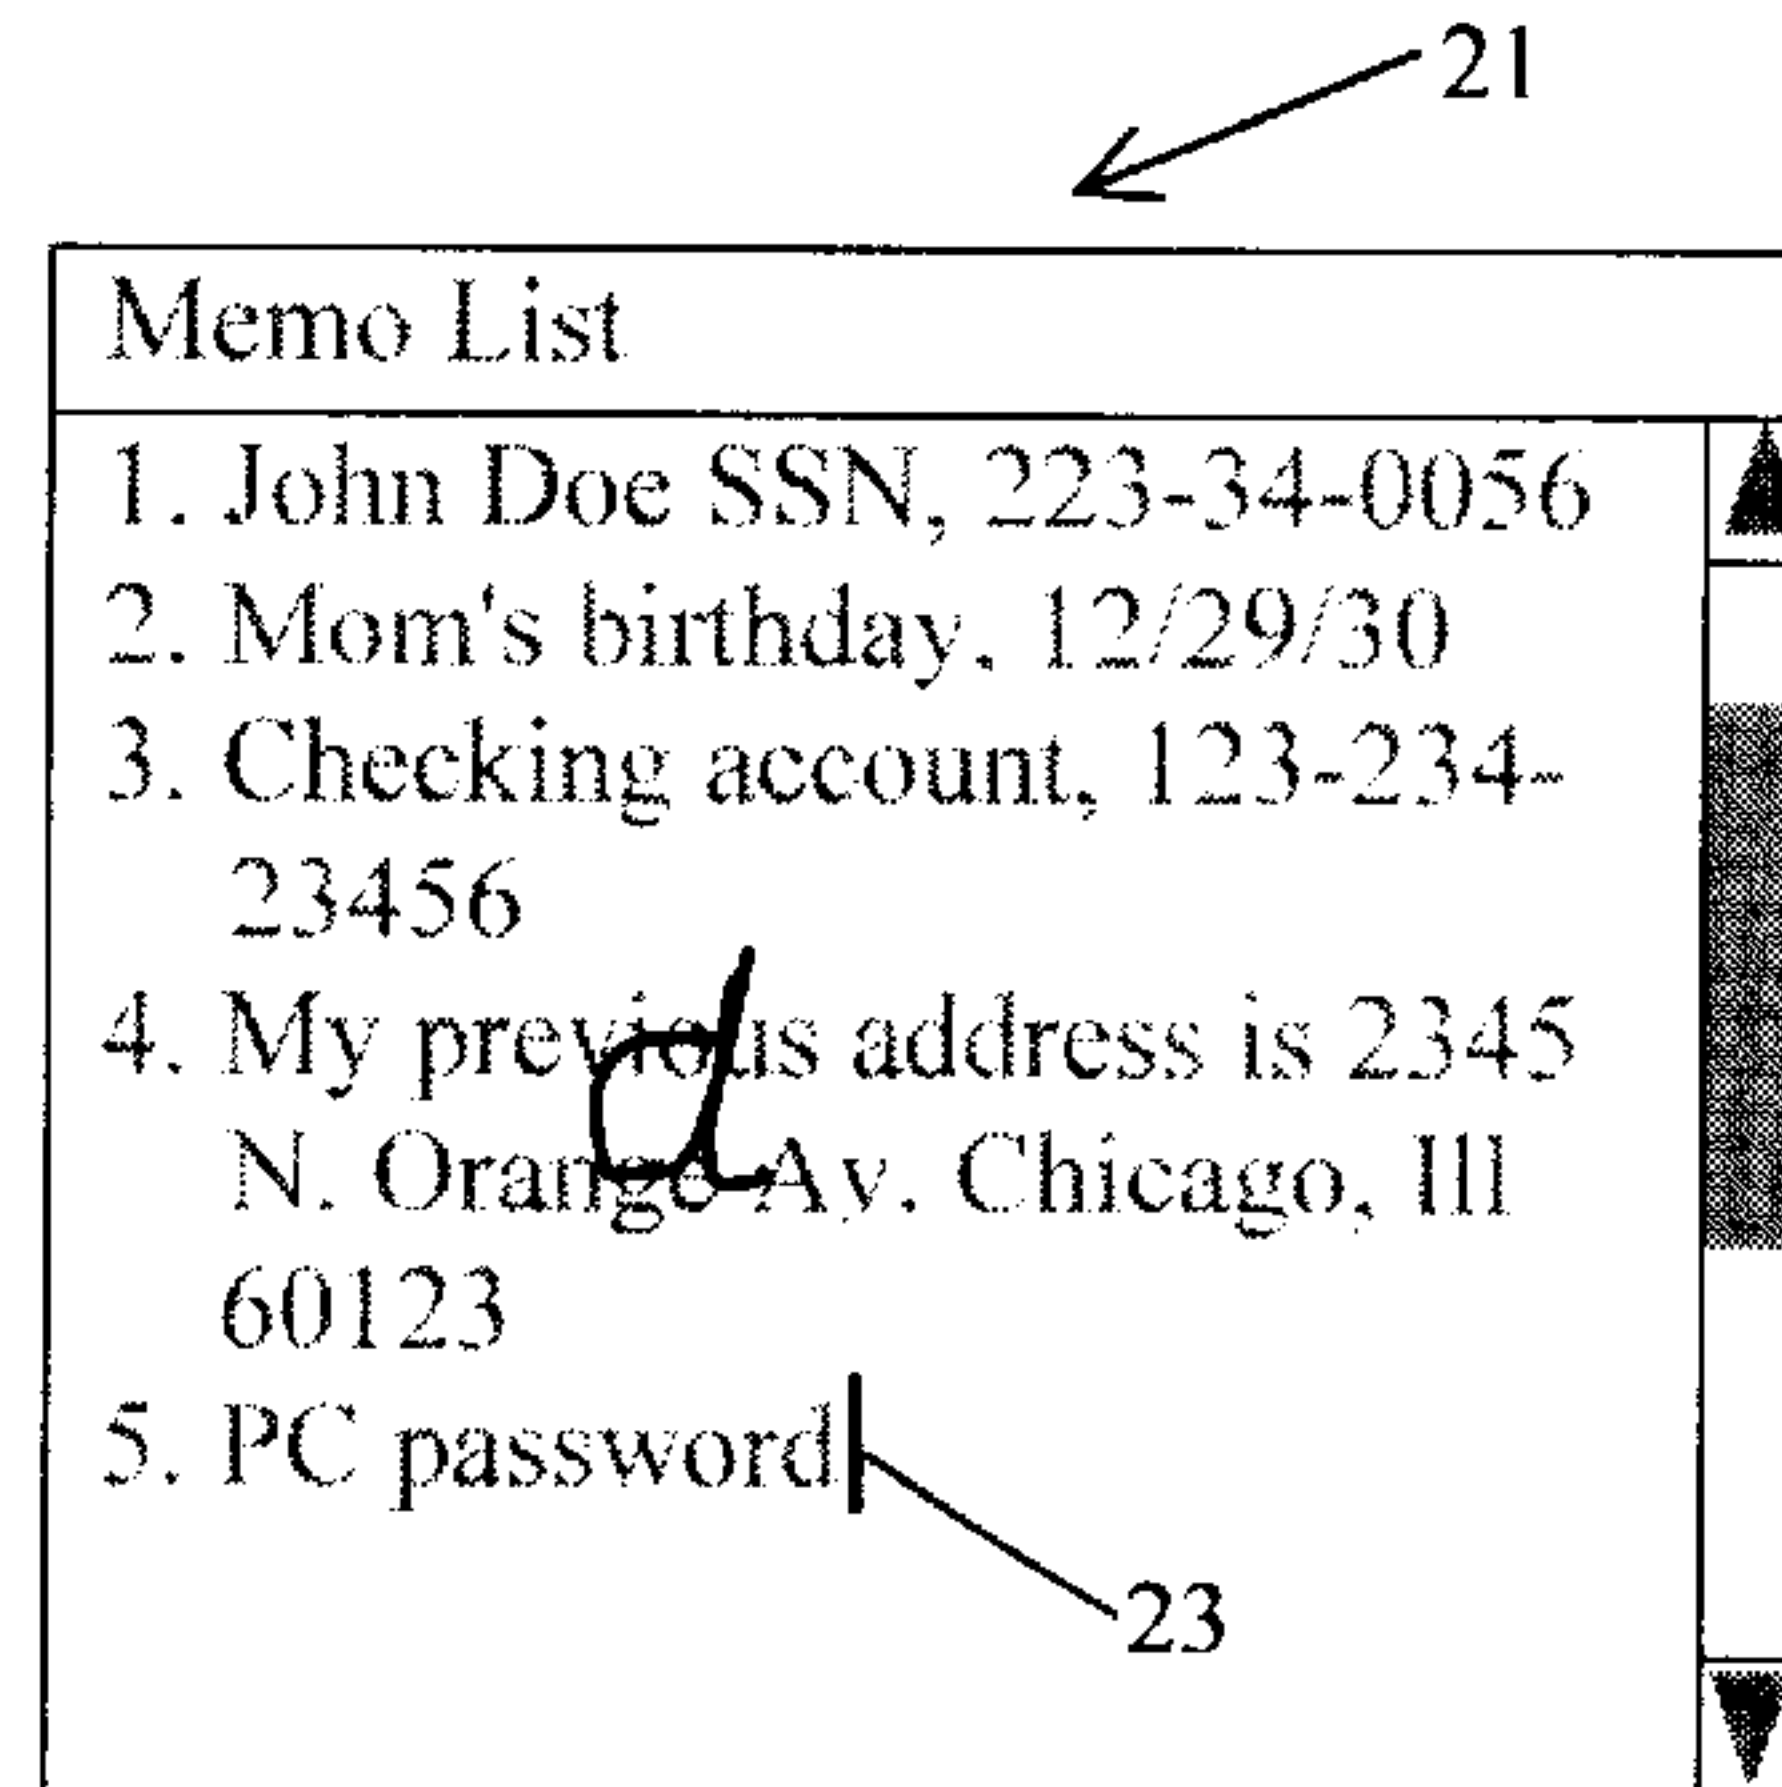 21
Memo List
1. John Doe SSN, 223-34-0056
2. Mom's birthday, 12/29/30
3. Checking account, 123-234-
23456
4. My previous address is 2345
d
N. Orange Av. Chicago, Ill
60123
5. PC password
23